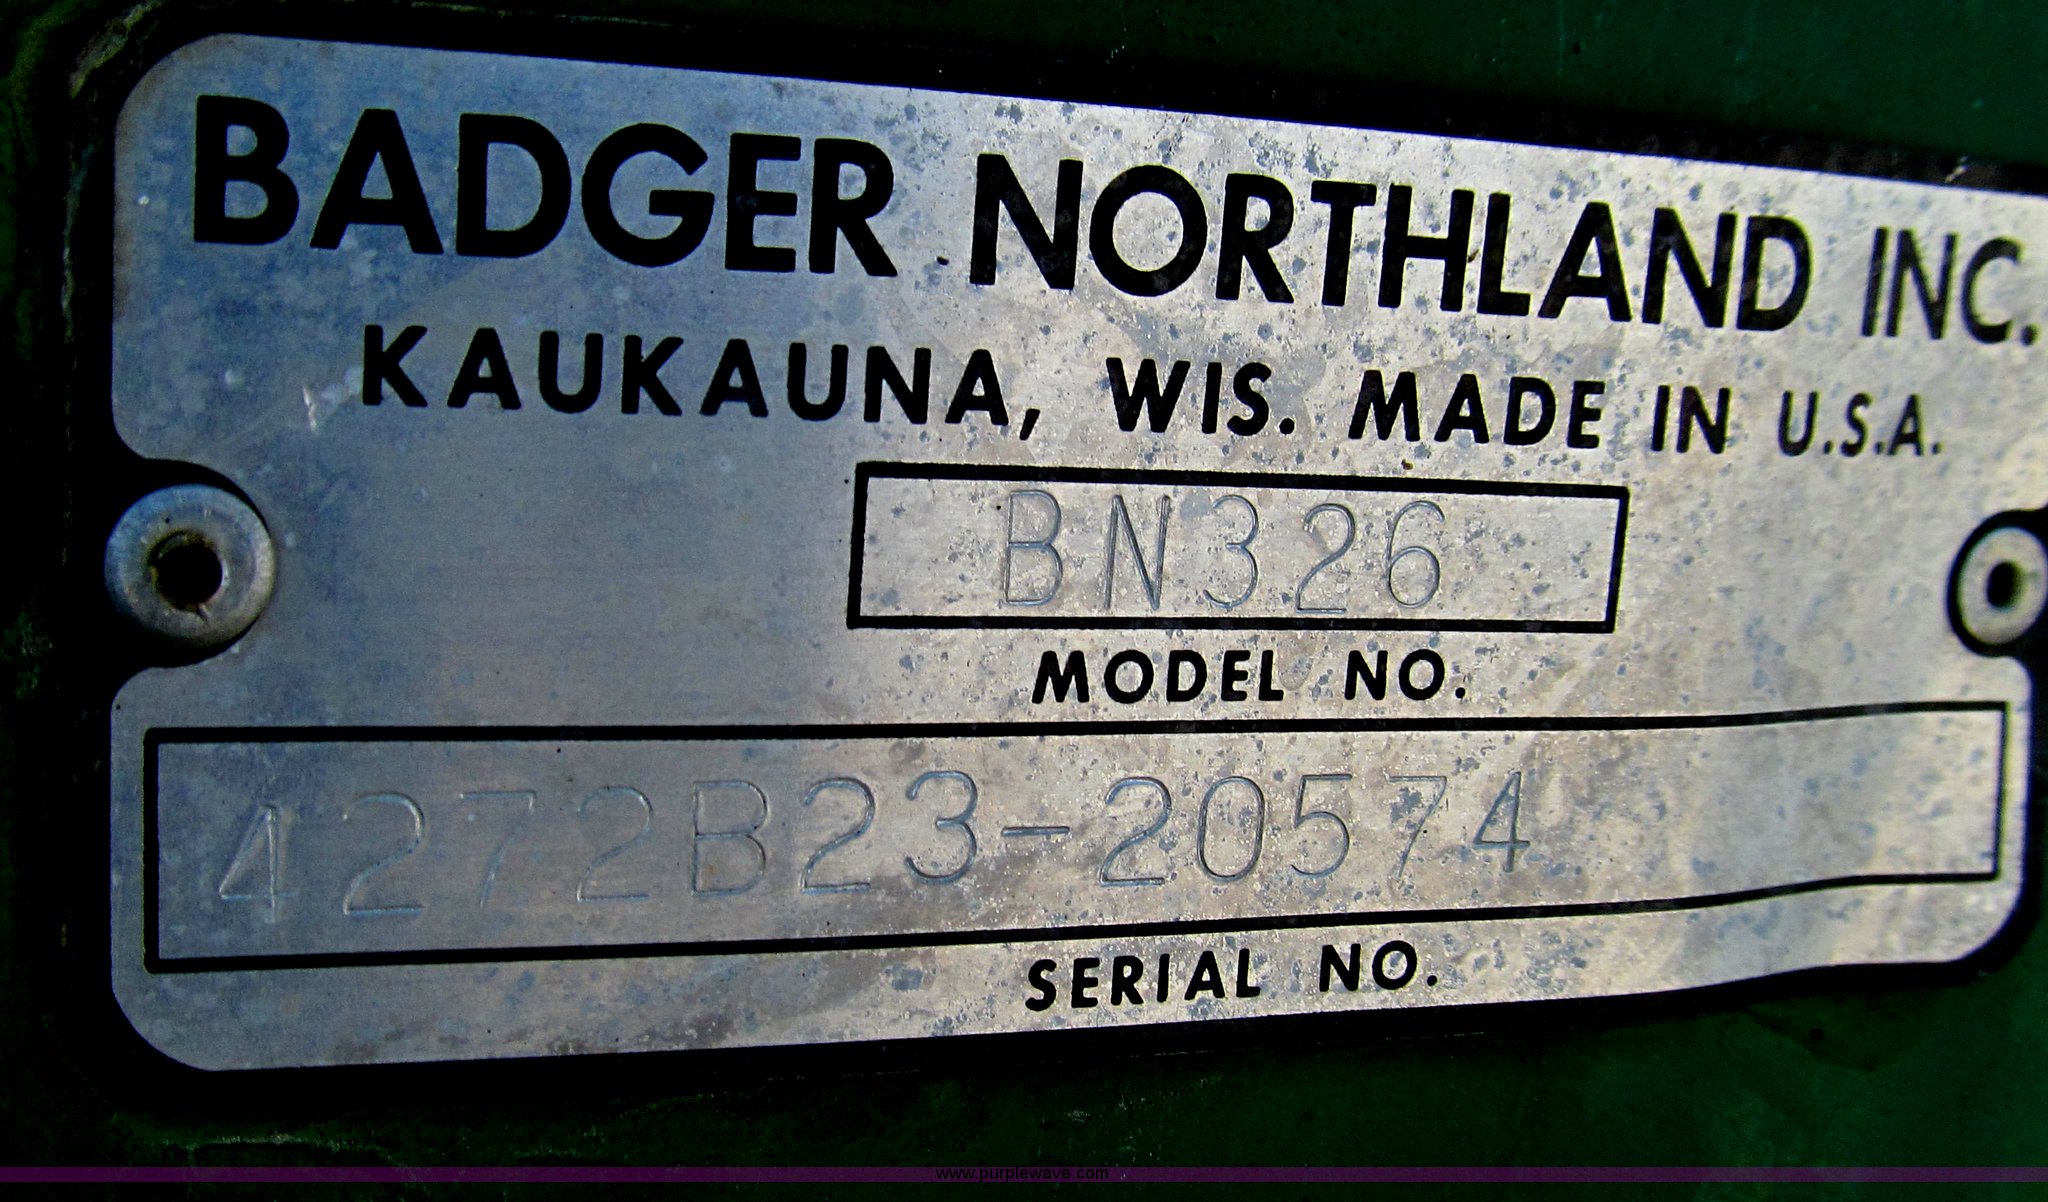 BADGER NORTHLAND INC.
KAUKAUNA, WIS. MADE IN U.S.A.
BN326
MODEL NO.
4272B23-20574
SERIAL NO.
www.purplewave.com